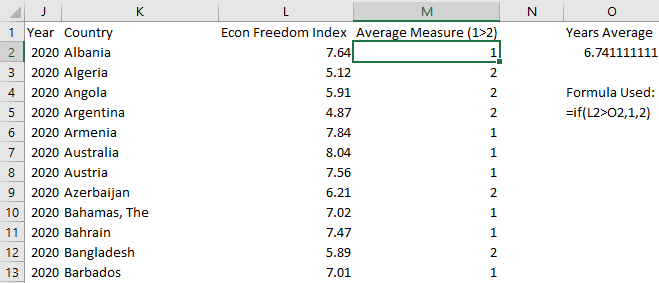 J K L M N O
1 Year Country Econ Freedom Index Average Measure (1>2) Years Average
2 2020 Albania 7.64 1 6.741111111
3 2020 Algeria 5.12 2
4 2020 Angola 5.91 2 Formula Used:
5 2020 Argentina 4.87 2 =if(L2>O2,1,2)
6 2020 Armenia 7.84 1
7 2020 Australia 8.04 1
8 2020 Austria 7.56 1
9 2020 Azerbaijan 6.21 2
10 2020 Bahamas, The 7.02 1
11 2020 Bahrain 7.47 1
12 2020 Bangladesh 5.89 2
13 2020 Barbados 7.01 1